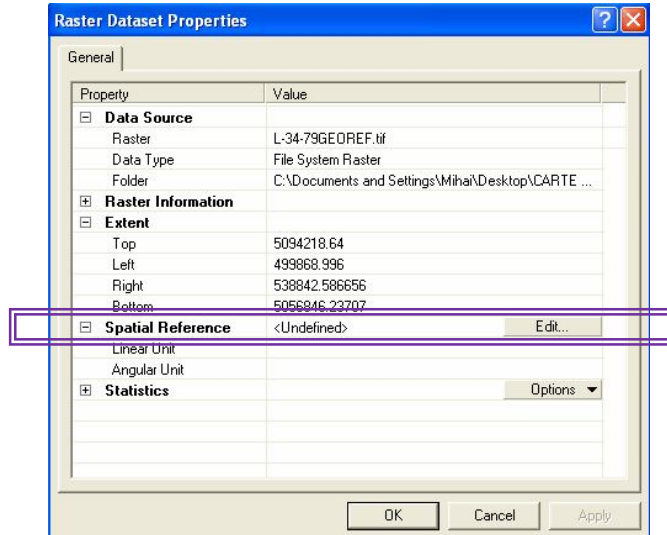 Raster Dataset Properties
General
Property Value
Data Source
Raster L-34-79GEOREF.tif
Data Type File System Raster
Folder C:\Documents and Settings\Mihai\Desktop\CARTE ...
Raster Information
Extent
Top 5094218.64
Left 499868.996
Right 538842.586656
Bottom 5056846.23707
Spatial Reference <Undefined> Edit...
Linear Unit
Angular Unit
Statistics Options
OK Cancel Apply